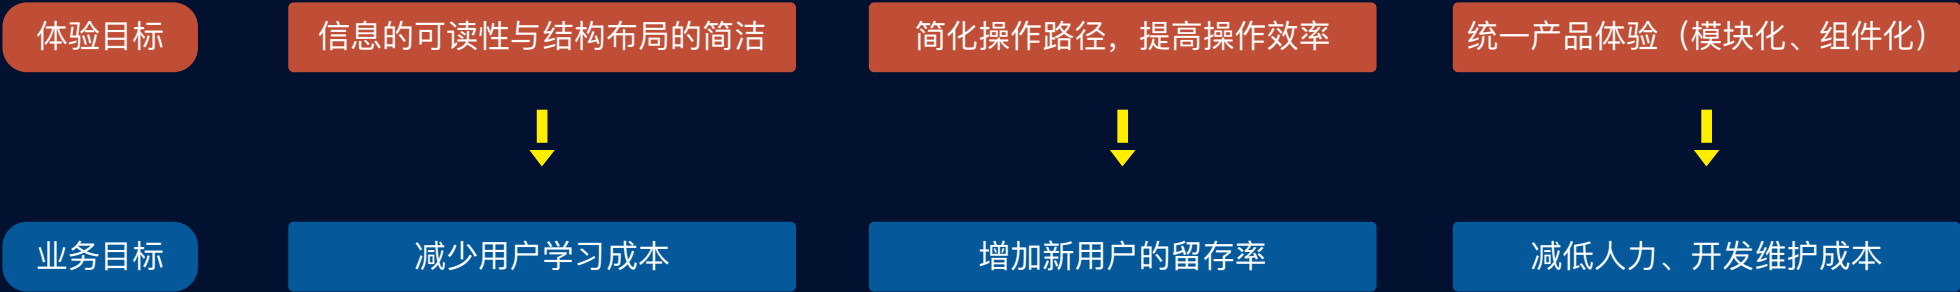 体验目标
信息的可读性与结构布局的简洁
简化操作路径，提高操作效率
统一产品体验（模块化、组件化）
业务目标
减少用户学习成本
增加新用户的留存率
减低人力、开发维护成本